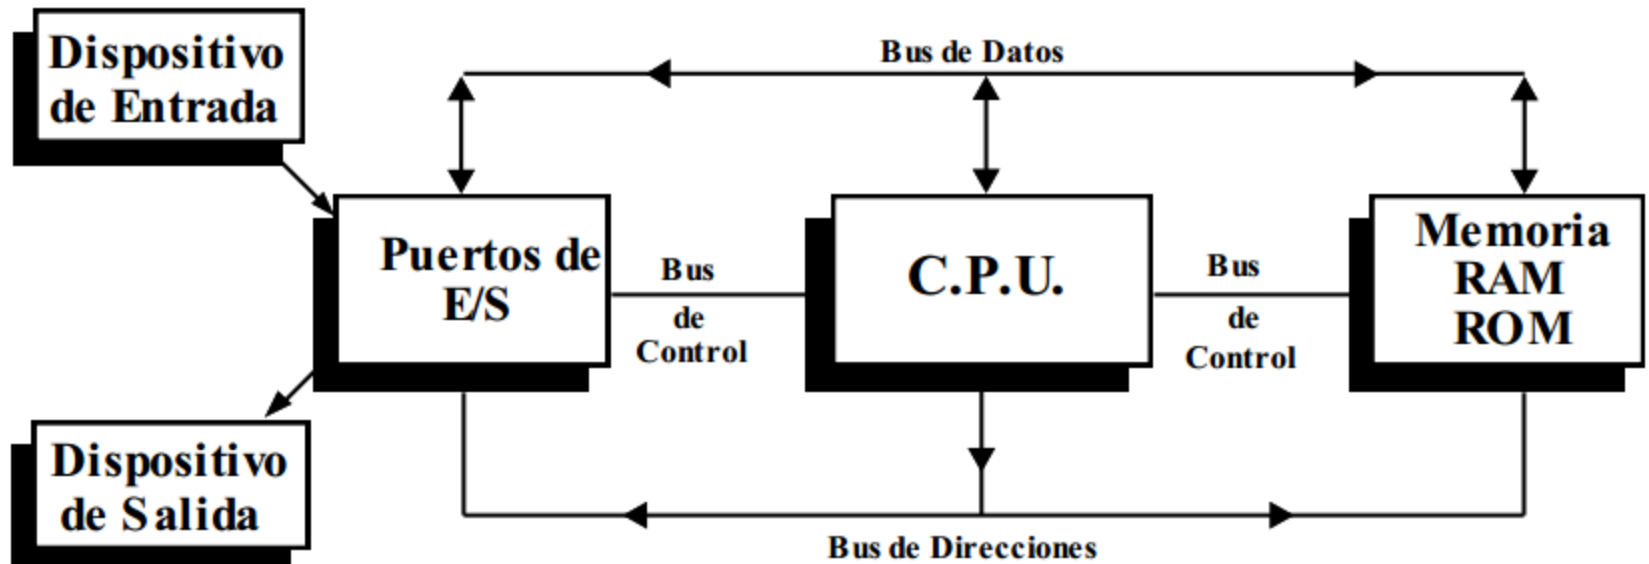 Dispositivo
de Entrada
Bus de Datos
Puertos de
E/S
Bus
de
Control
C.P.U.
Bus
de
Control
Memoria
RAM
ROM
Dispositivo
de Salida
Bus de Direcciones